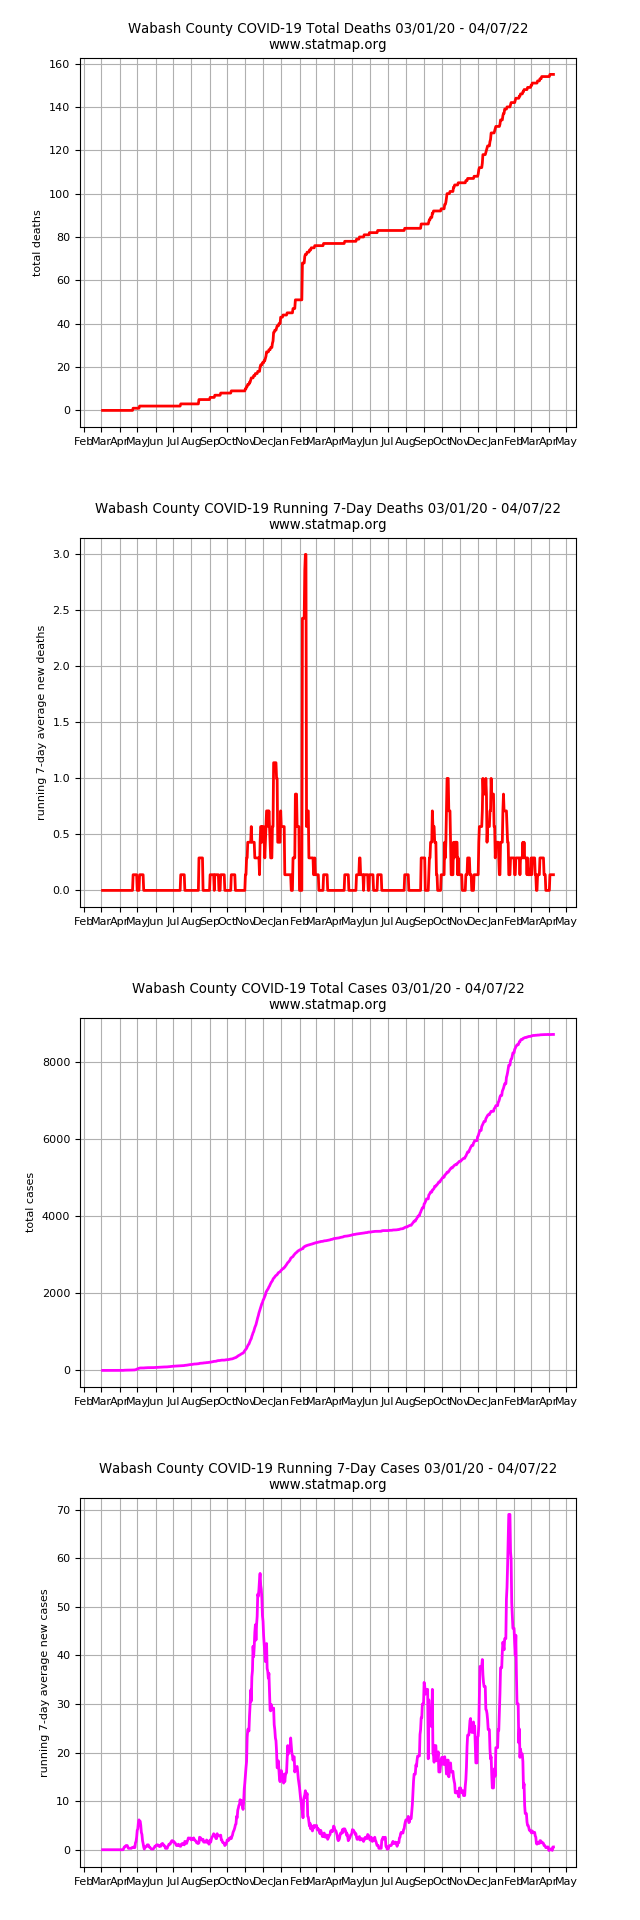 Wabash County COVID-19 Total Deaths 03/01/20 - 04/07/22
www.statmap.org
160
140
120
100
80
60
40
20
0
total deaths
Feb Mar Apr May Jun Jul Aug Sep Oct Nov Dec Jan Feb Mar Apr May Jun Jul Aug Sep Oct Nov Dec Jan Feb Mar Apr May
Wabash County COVID-19 Running 7-Day Deaths 03/01/20 - 04/07/22
www.statmap.org
3.0
2.5
2.0
1.5
1.0
0.5
0.0
running 7-day average new deaths
Feb Mar Apr May Jun Jul Aug Sep Oct Nov Dec Jan Feb Mar Apr May Jun Jul Aug Sep Oct Nov Dec Jan Feb Mar Apr May
Wabash County COVID-19 Total Cases 03/01/20 - 04/07/22
www.statmap.org
8000
6000
4000
2000
0
total cases
Feb Mar Apr May Jun Jul Aug Sep Oct Nov Dec Jan Feb Mar Apr May Jun Jul Aug Sep Oct Nov Dec Jan Feb Mar Apr May
Wabash County COVID-19 Running 7-Day Cases 03/01/20 - 04/07/22
www.statmap.org
70
60
50
40
30
20
10
0
running 7-day average new cases
Feb Mar Apr May Jun Jul Aug Sep Oct Nov Dec Jan Feb Mar Apr May Jun Jul Aug Sep Oct Nov Dec Jan Feb Mar Apr May